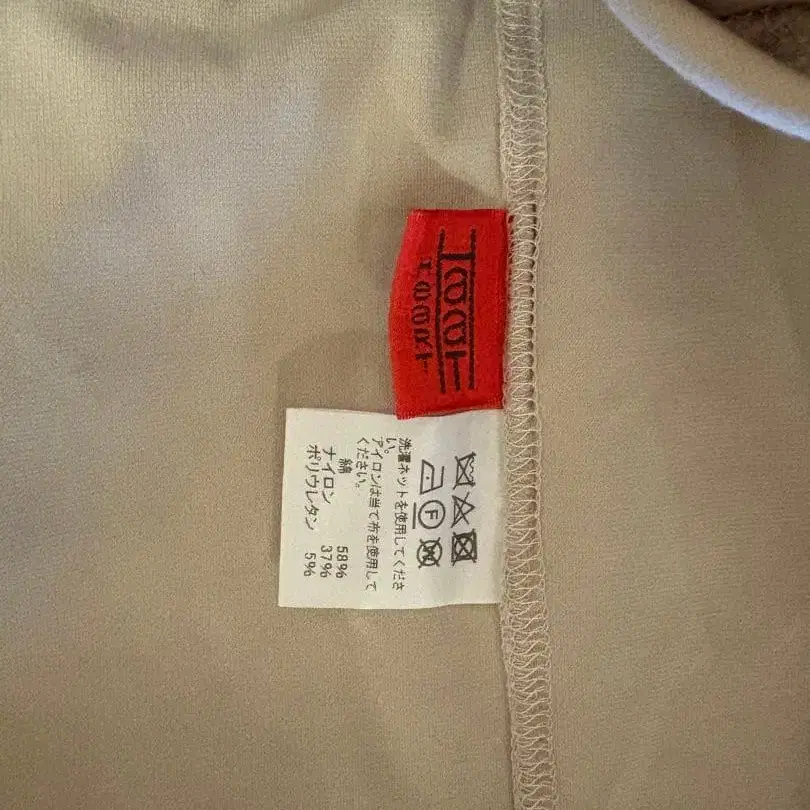 F W
洗濯ネットを使用してくださ
い。
アイロンは当て布を使用して
ください。
綿 58%
ナイロン 37%
ポリウレタン 5%